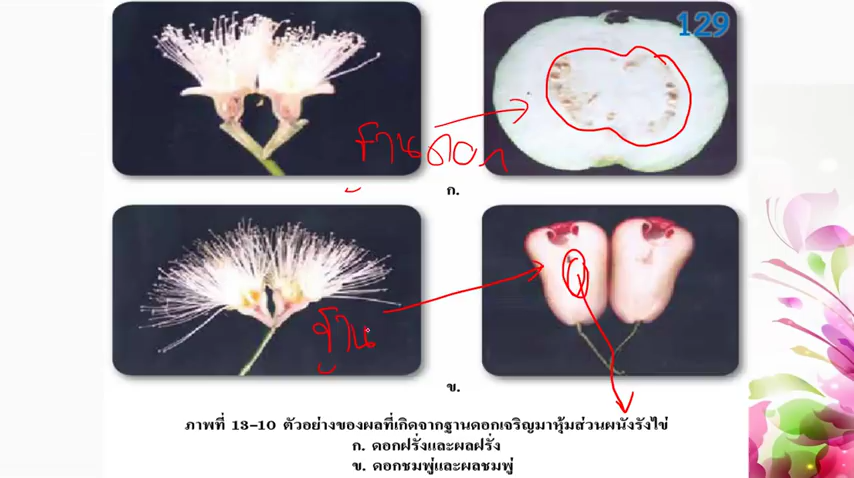 129
ฐานดอก
ก.
ฐาน
ข.
ภาพที่ 13-10 ตัวอย่างของผลที่เกิดจากฐานดอกเจริญมาหุ้มส่วนผนังรังไข่
ก. ดอกฝรั่งและผลฝรั่ง
ข. ดอกชมพู่และผลชมพู่